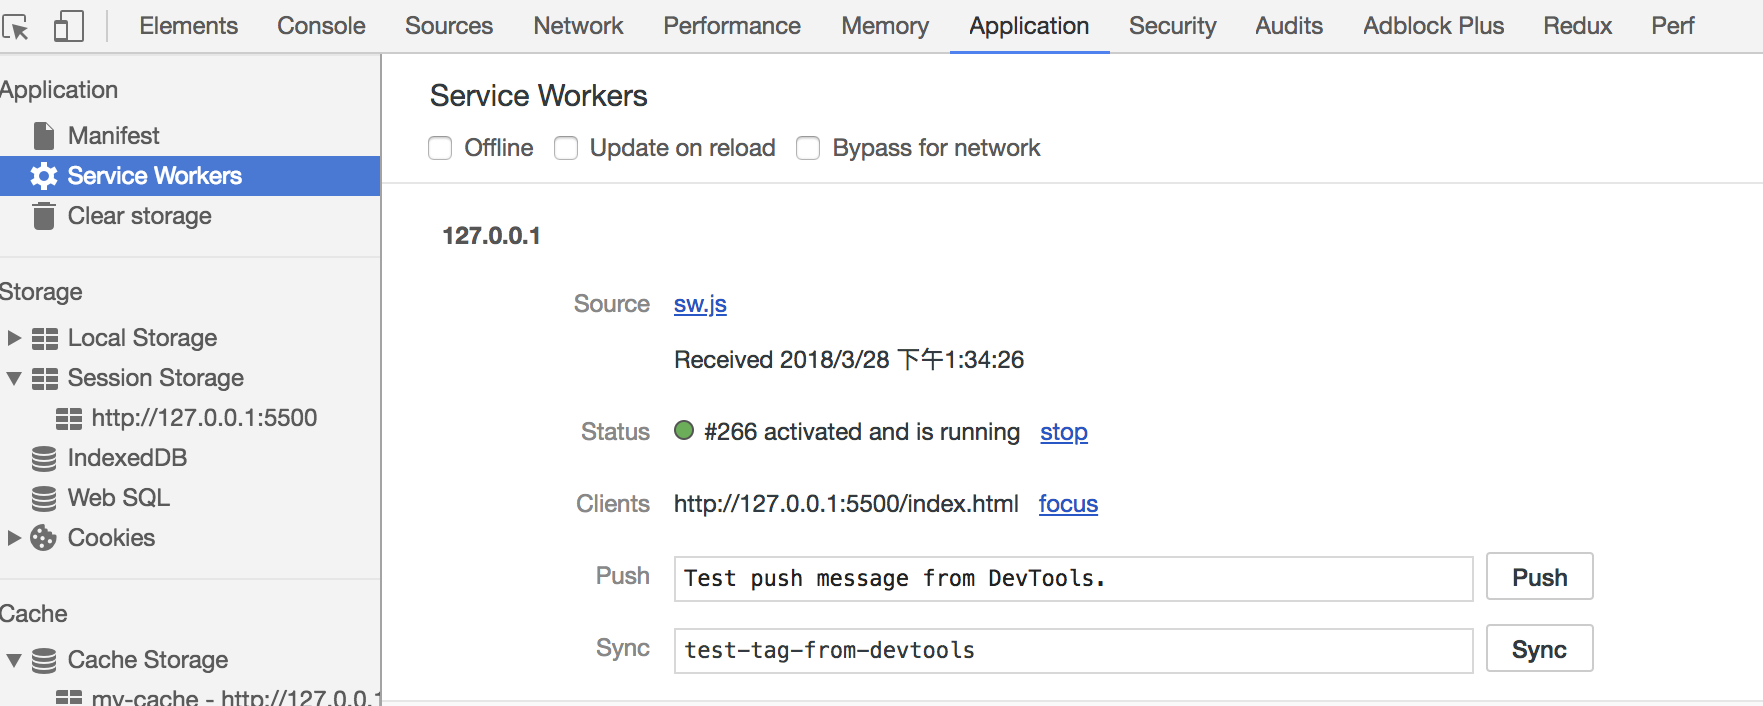 Elements Console Sources Network Performance Memory Application Security Audits Adblock Plus Redux Perf
Application
Manifest
Service Workers
Clear storage
Storage
Local Storage
Session Storage
http://127.0.0.1:5500
IndexedDB
Web SQL
Cookies
Cache
Cache Storage
my-cache - http://127.0.0.1
Service Workers
Offline Update on reload Bypass for network
127.0.0.1
Source sw.js
Received 2018/3/28 下午1:34:26
Status #266 activated and is running stop
Clients http://127.0.0.1:5500/index.html focus
Push Test push message from DevTools. Push
Sync test-tag-from-devtools Sync